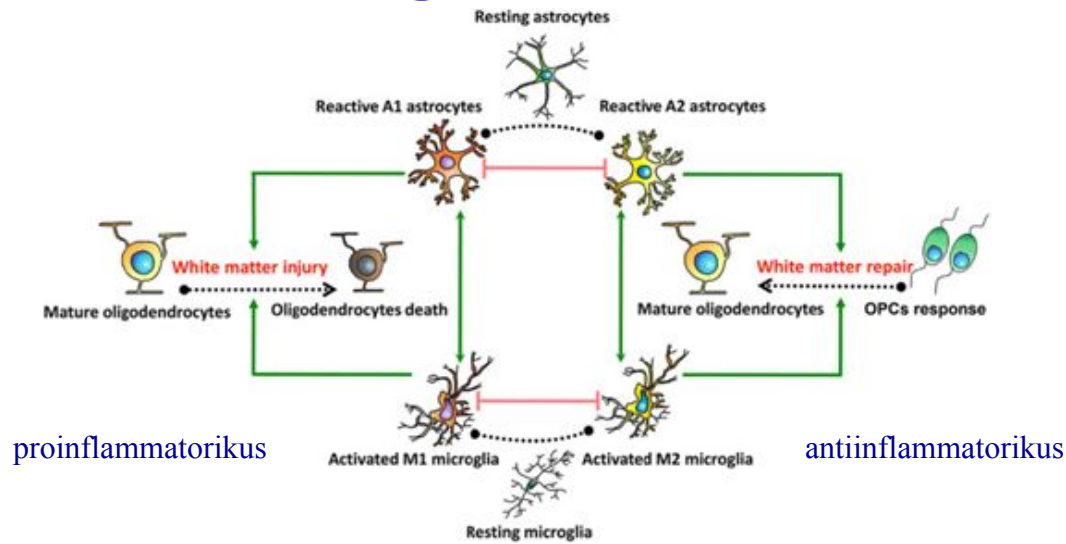 Resting astrocytes
Reactive A1 astrocytes
Reactive A2 astrocytes
White matter injury
White matter repair
Mature oligodendrocytes
Oligodendrocytes death
Mature oligodendrocytes
OPCs response
proinflammatorikus
antiinflammatorikus
Activated M1 microglia
Activated M2 microglia
Resting microglia